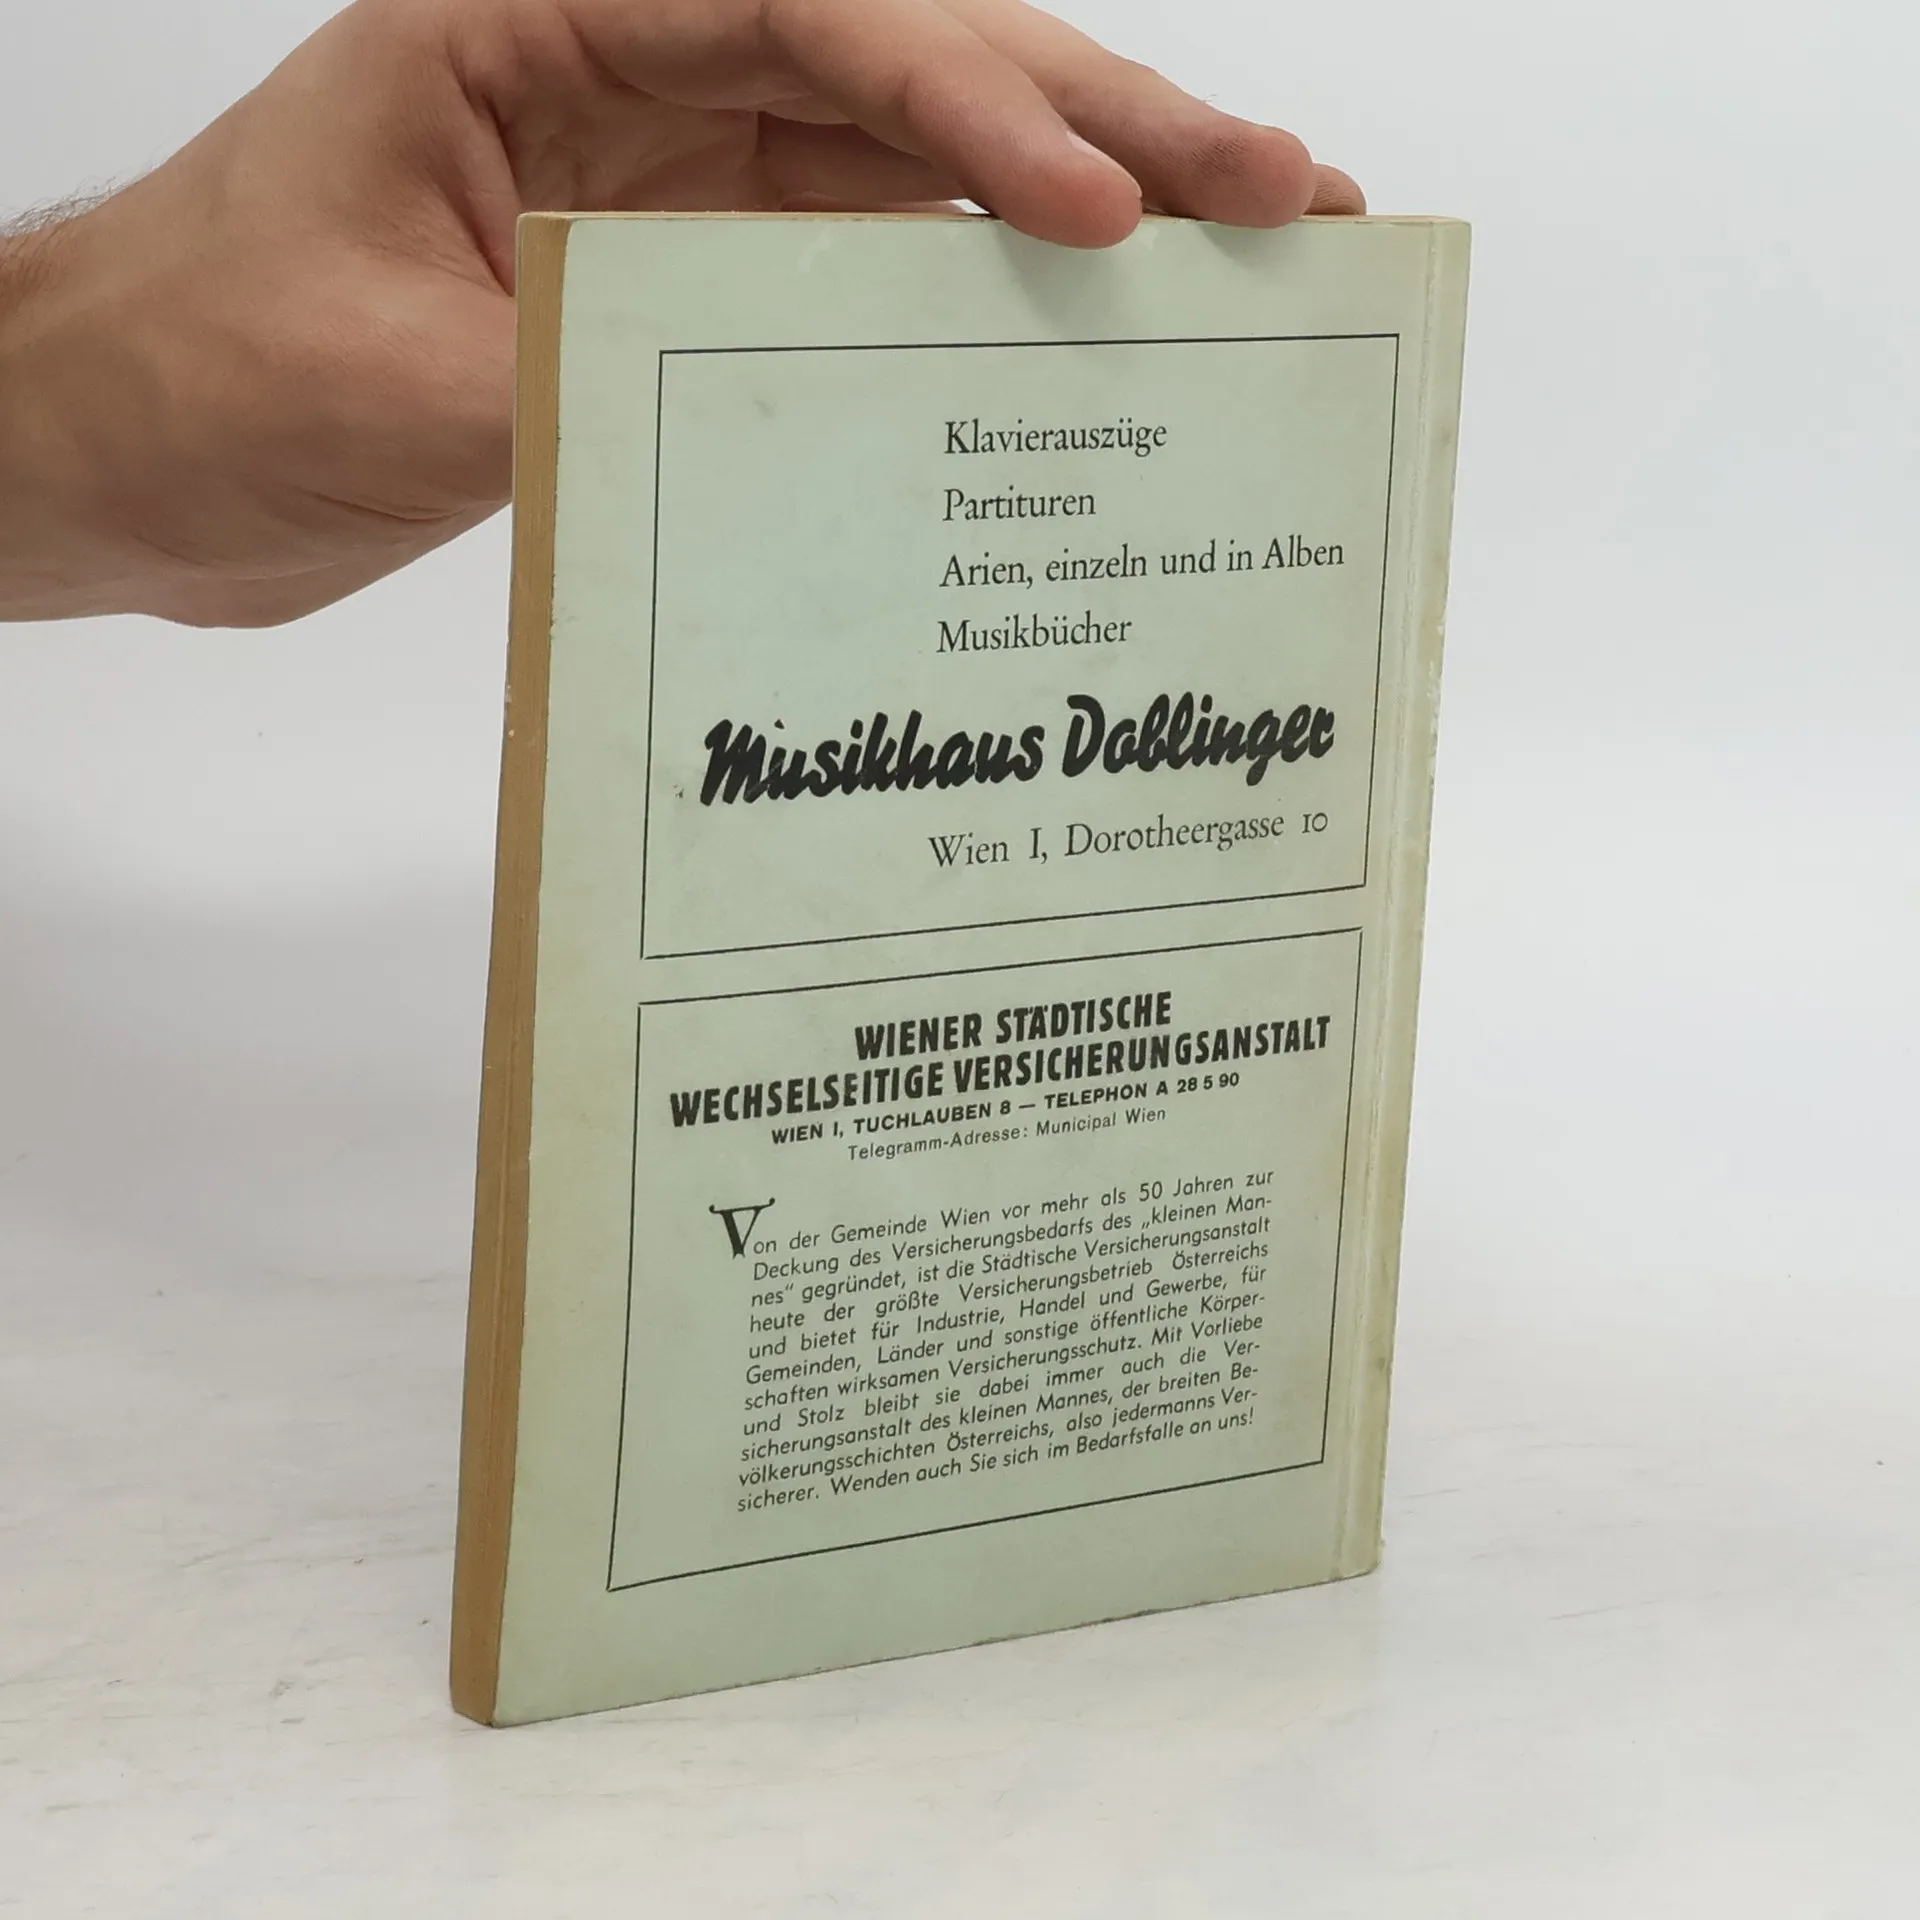 Klavierauszüge
Partituren
Arien, einzeln und in Alben
Musikbücher
Musikhaus Doblinger
Wien I, Dorotheergasse 10
WIENER STÄDTISCHE
WECHSELSEITIGE VERSICHERUNGSANSTALT
WIEN I, TUCHLAUBEN 8 — TELEPHON A 28 5 90
Telegramm-Adresse: Municipal Wien
Von der Gemeinde Wien vor mehr als 50 Jahren zur
Deckung des Versicherungsbedarfs des „kleinen Man-
nes“ gegründet, ist die Städtische Versicherungsanstalt
heute der größte Versicherungsbetrieb Österreichs
und bietet für Industrie, Handel und Gewerbe, für
Gemeinden, Länder und sonstige öffentliche Körper-
schaften wirksamen Versicherungsschutz. Mit Vorliebe
und Stolz bleibt sie dabei immer auch die Ver-
sicherungsanstalt des kleinen Mannes, der breiten Be-
völkerungsschichten Österreichs, also jedermanns Ver-
sicherer. Wenden auch Sie sich im Bedarfsfalle an uns!